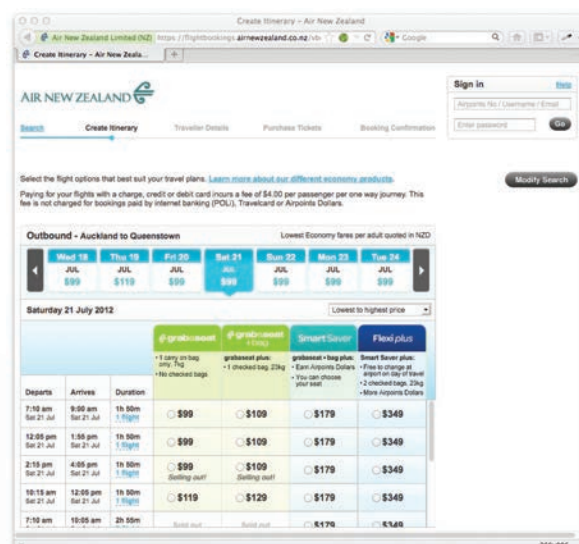 Create Itinerary – Air New Zealand
Air New Zealand Limited (NZ) https://flightbookings.airnewzealand.co.nz/vb
Google
Create Itinerary – Air New Zeala...
AIR NEW ZEALAND
Sign in Help
Airpoints No / Username / Email
Enter password Go
Search Create Itinerary Traveller Details Purchase Tickets Booking Confirmation
Select the flight options that best suit your travel plans. Learn more about our different economy products.
Modify Search
Paying for your flights with a charge, credit or debit card incurs a fee of $4.00 per passenger per one way journey. This
fee is not charged for bookings paid by internet banking (POLi), Travelcard or Airpoints Dollars.
Outbound - Auckland to Queenstown Lowest Economy fares per adult quoted in NZD
Wed 18 Thu 19 Fri 20 Sat 21 Sun 22 Mon 23 Tue 24
JUL JUL JUL JUL JUL JUL JUL
$99 $119 $99 $99 $99 $99 $99
Saturday 21 July 2012 Lowest to highest price
grabaseat grabaseat +bag Smart Saver Flexi plus
• 1 carry on bag only, 7kg
• No checked bags
grabaseat plus:
• 1 checked bag, 23kg
grabaseat + bag plus:
• Earn Airpoints Dollars
• You can choose your seat
Smart Saver plus:
• Free to change at airport on day of travel
• 2 checked bags, 23kg
• More Airpoints Dollars
Departs Arrives Duration
7:10 am 9:00 am 1h 50m $99 $109 $179 $349
Sat 21 Jul Sat 21 Jul 1 flight
12:05 pm 1:55 pm 1h 50m $99 $109 $179 $349
Sat 21 Jul Sat 21 Jul 1 flight
2:15 pm 4:05 pm 1h 50m $99 $109 $179 $349
Sat 21 Jul Sat 21 Jul 1 flight Selling out! Selling out!
10:15 am 12:05 pm 1h 50m $119 $129 $179 $349
Sat 21 Jul Sat 21 Jul 1 flight
7:10 am 10:05 am 2h 55m Sold out Sold out $179 $349